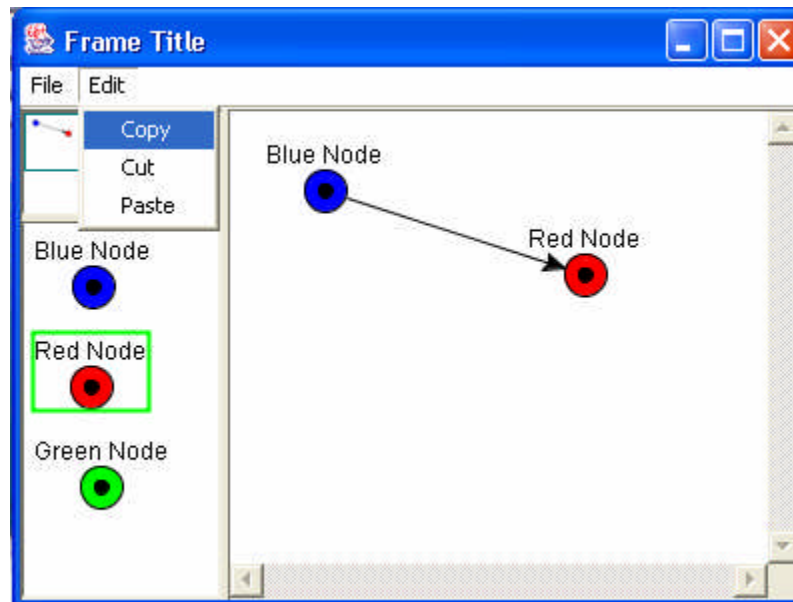 Frame Title
File Edit
Copy
Cut
Paste
Blue Node
Red Node
Green Node
Blue Node
Red Node